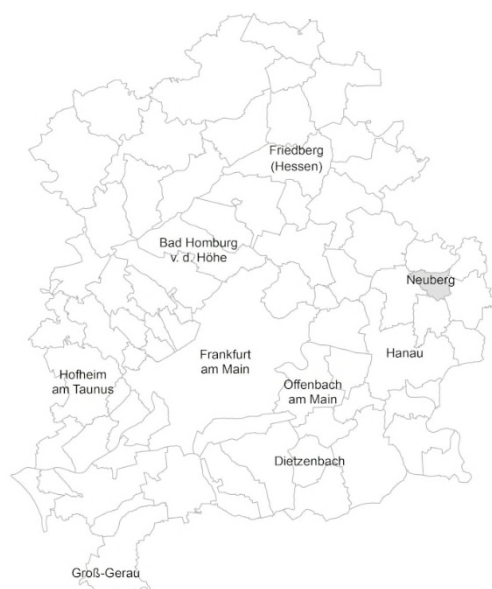 Friedberg
(Hessen)
Bad Homburg
v. d. Höhe
Neuberg
Frankfurt
am Main
Hanau
Hofheim
am Taunus
Offenbach
am Main
Dietzenbach
Groß-Gerau